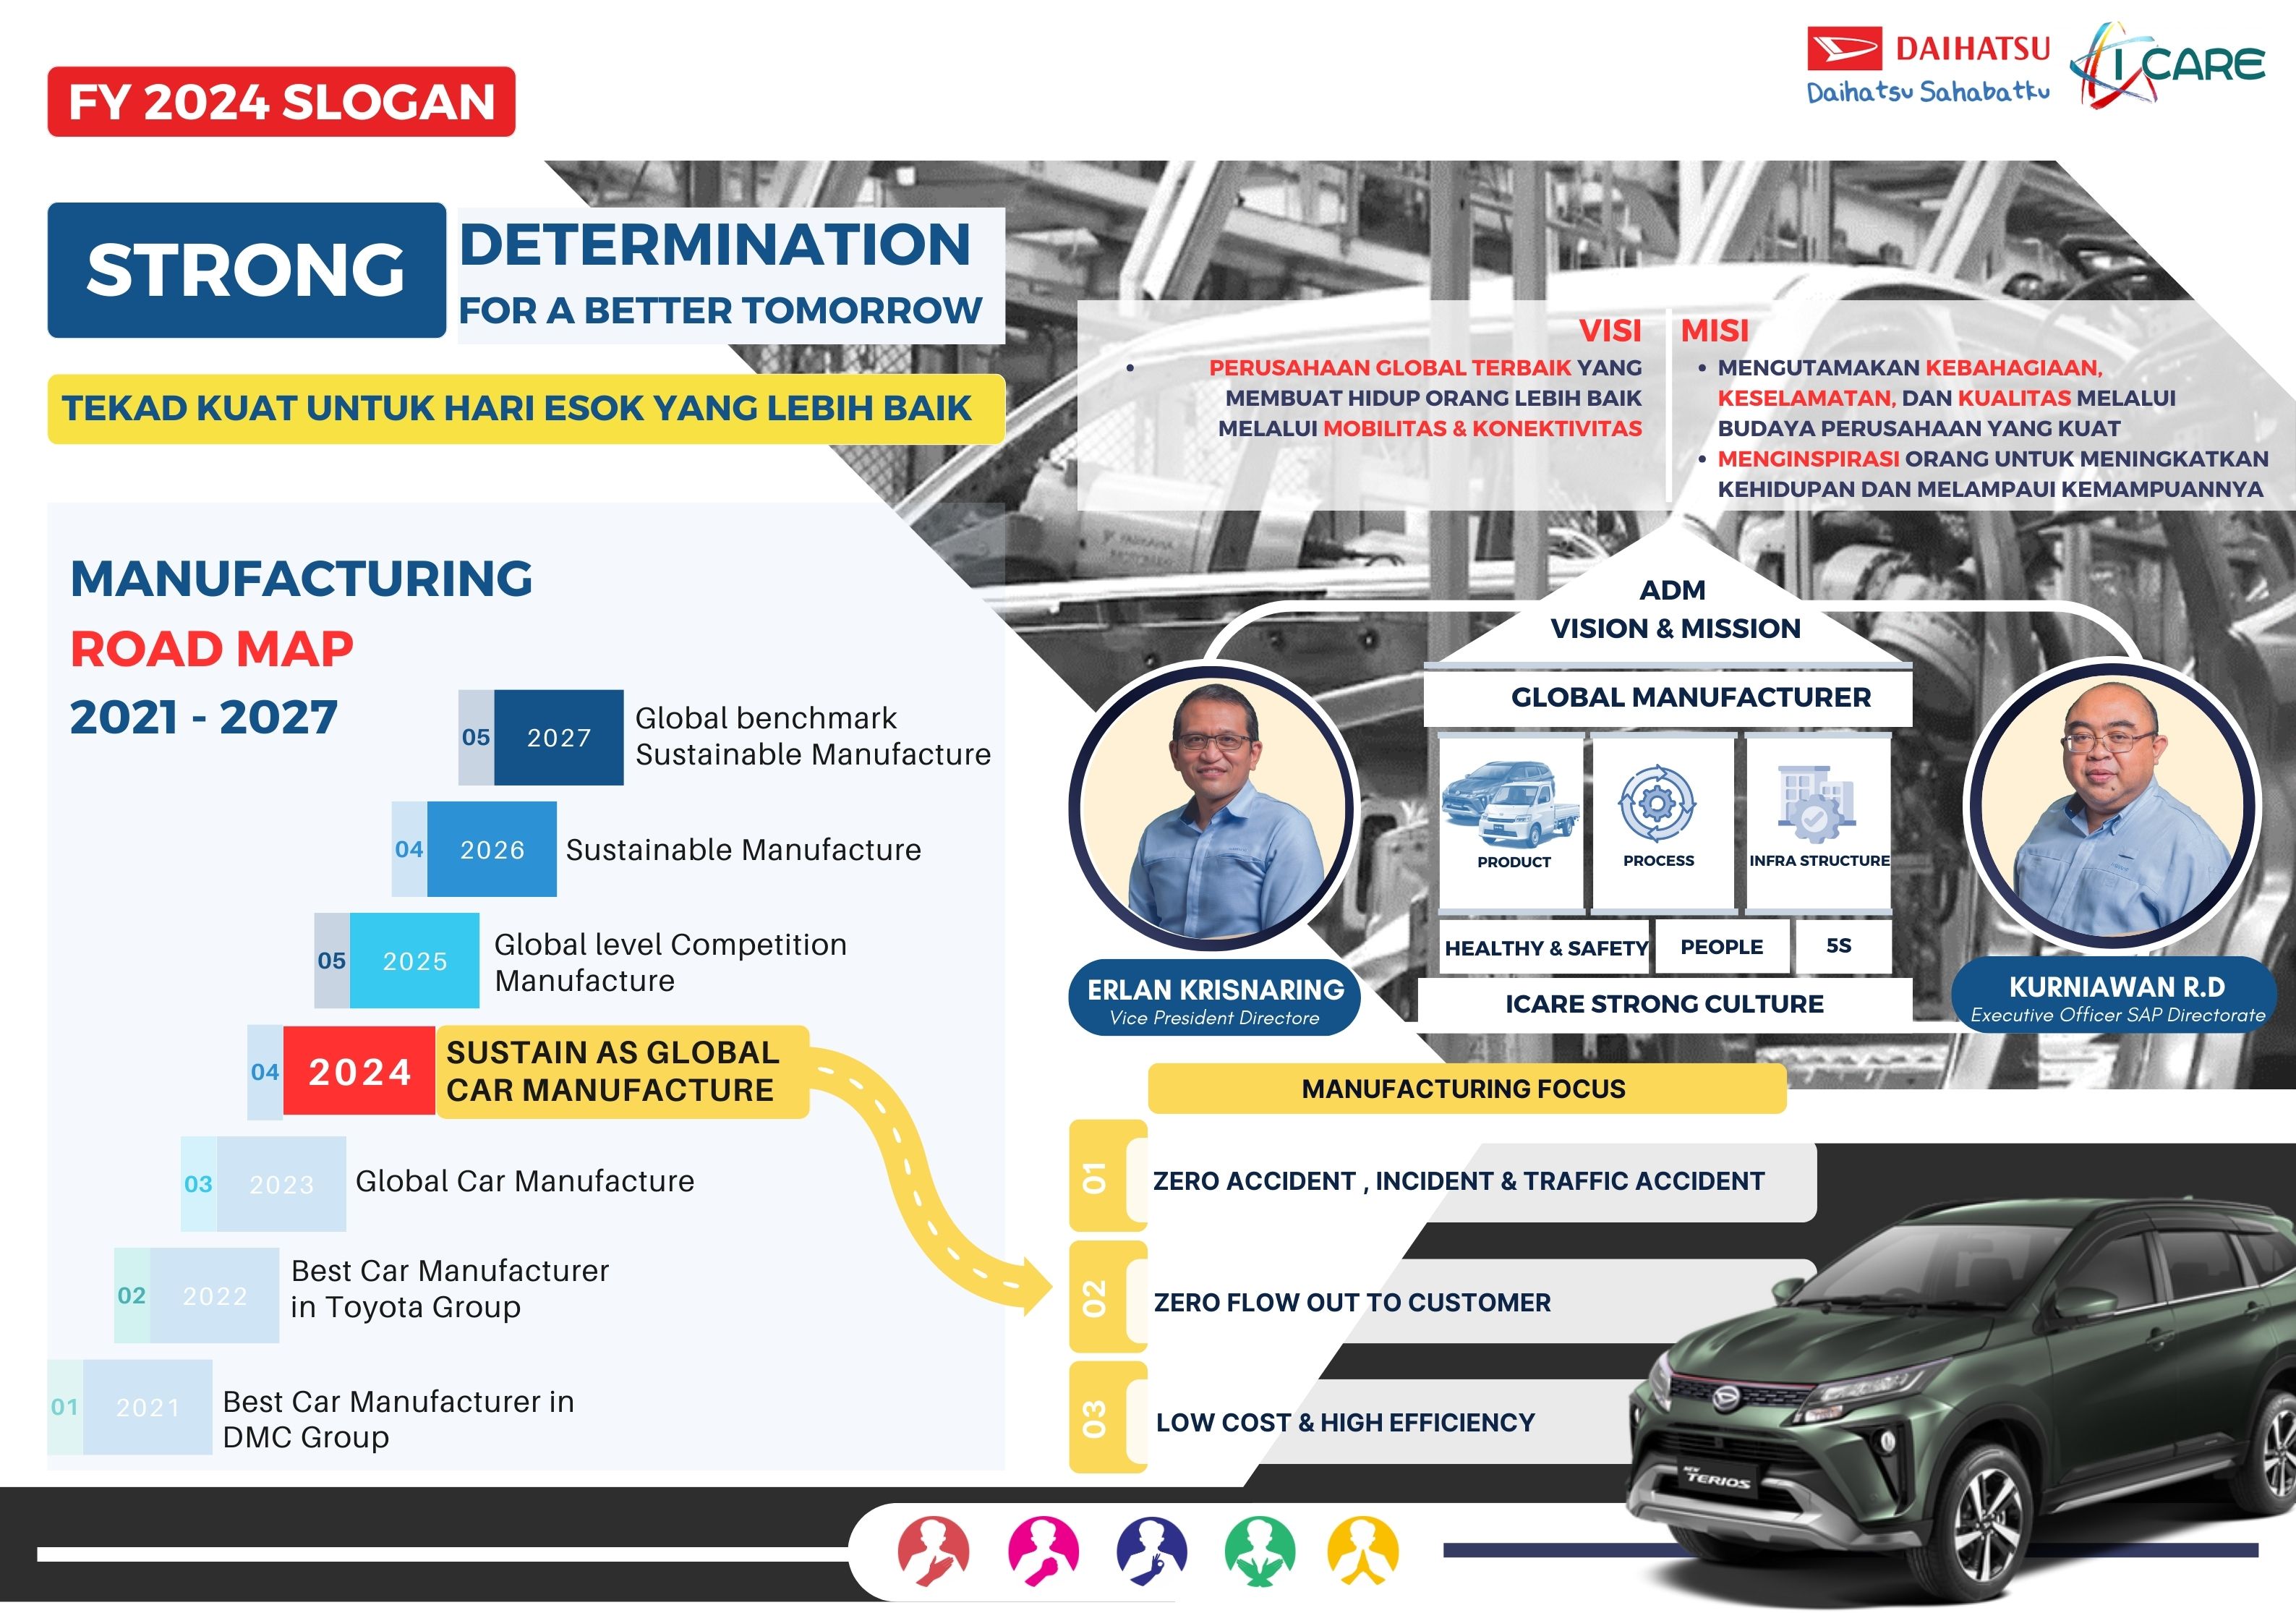 DAIHATSU
Daihatsu Sahabatku
I CARE
FY 2024 SLOGAN
STRONG
DETERMINATION
FOR A BETTER TOMORROW
TEKAD KUAT UNTUK HARI ESOK YANG LEBIH BAIK
VISI
• PERUSAHAAN GLOBAL TERBAIK YANG
MEMBUAT HIDUP ORANG LEBIH BAIK
MELALUI MOBILITAS & KONEKTIVITAS
MISI
• MENGUTAMAKAN KEBAHAGIAAN,
KESELAMATAN, DAN KUALITAS MELALUI
BUDAYA PERUSAHAAN YANG KUAT
• MENGINSPIRASI ORANG UNTUK MENINGKATKAN
KEHIDUPAN DAN MELAMPAUI KEMAMPUANNYA
MANUFACTURING
ROAD MAP
2021 - 2027
05 2027 Global benchmark
Sustainable Manufacture
04 2026 Sustainable Manufacture
05 2025 Global level Competition
Manufacture
04 2024 SUSTAIN AS GLOBAL
CAR MANUFACTURE
03 2023 Global Car Manufacture
02 2022 Best Car Manufacturer
in Toyota Group
01 2021 Best Car Manufacturer in
DMC Group
ADM
VISION & MISSION
GLOBAL MANUFACTURER
PRODUCT
PROCESS
INFRA STRUCTURE
HEALTHY & SAFETY
PEOPLE
5S
ICARE STRONG CULTURE
ERLAN KRISNARING
Vice President Directore
KURNIAWAN R.D
Executive Officer SAP Directorate
MANUFACTURING FOCUS
01 ZERO ACCIDENT , INCIDENT & TRAFFIC ACCIDENT
02 ZERO FLOW OUT TO CUSTOMER
03 LOW COST & HIGH EFFICIENCY
NEW
TERIOS